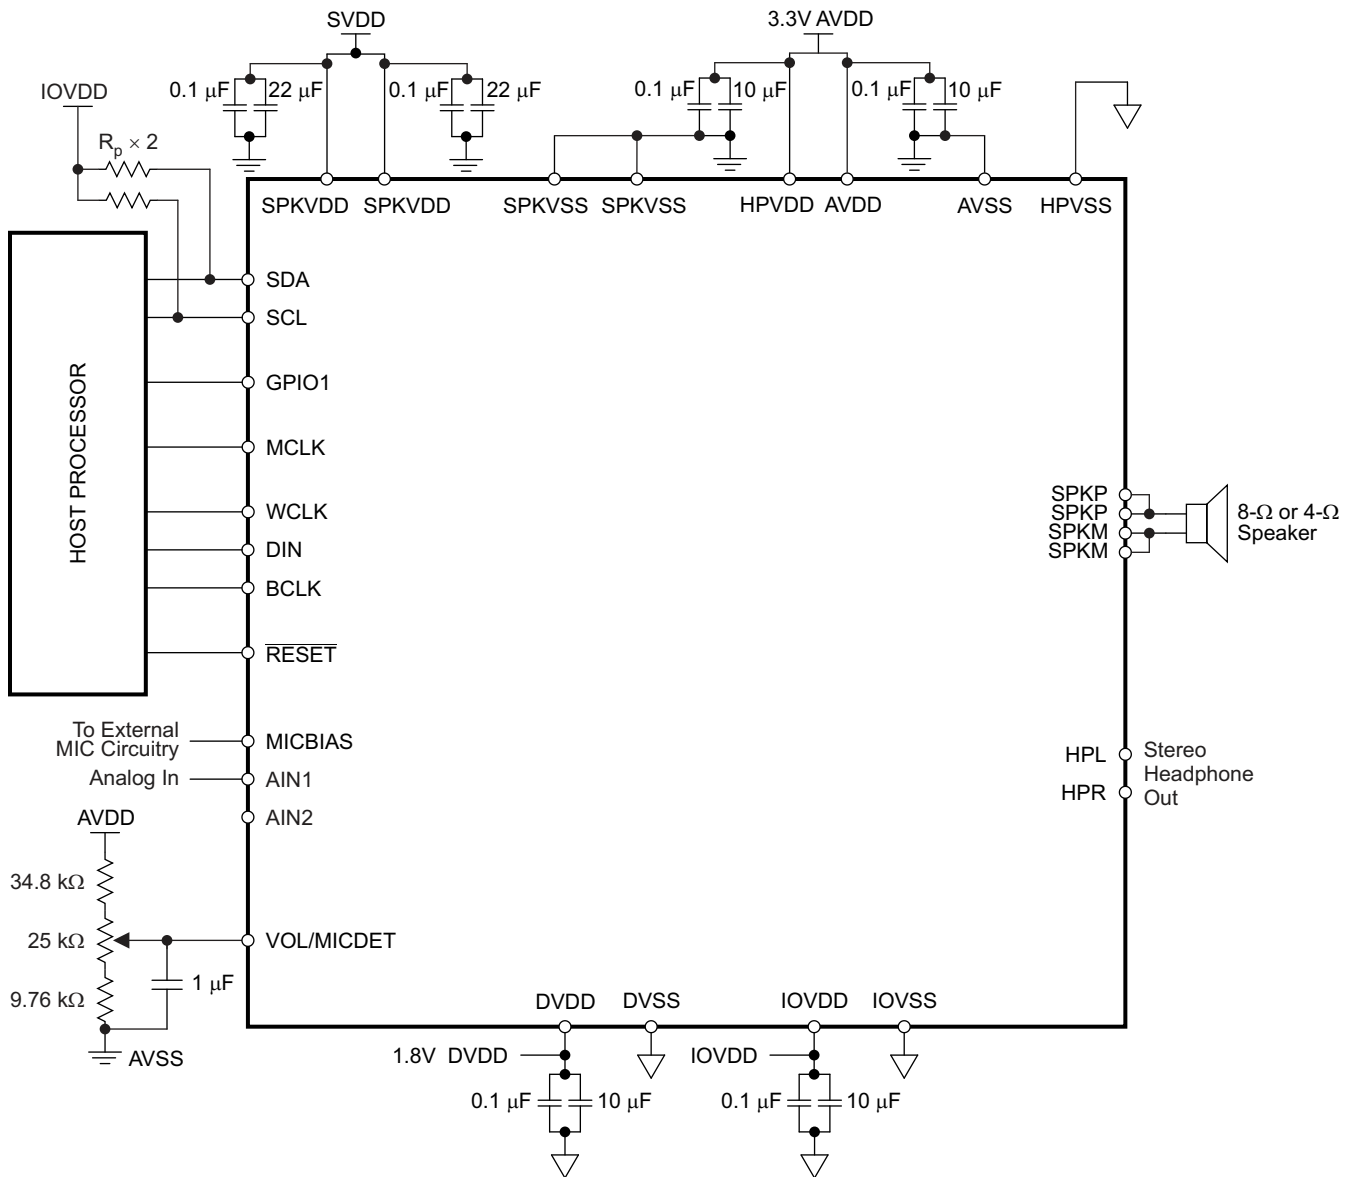 SVDD
3.3V AVDD
0.1 μF
22 μF
0.1 μF
22 μF
0.1 μF
10 μF
0.1 μF
10 μF
IOVDD
Rp × 2
SPKVDD
SPKVDD
SPKVSS
SPKVSS
HPVDD
AVDD
AVSS
HPVSS
HOST PROCESSOR
SDA
SCL
GPIO1
MCLK
WCLK
DIN
BCLK
RESET
SPKP
SPKP
SPKM
SPKM
8-Ω or 4-Ω
Speaker
To External
MIC Circuitry
MICBIAS
Analog In
AIN1
AIN2
HPL
HPR
Stereo
Headphone
Out
AVDD
34.8 kΩ
25 kΩ
9.76 kΩ
VOL/MICDET
1 μF
AVSS
DVDD
DVSS
IOVDD
IOVSS
1.8V DVDD
IOVDD
0.1 μF
10 μF
0.1 μF
10 μF